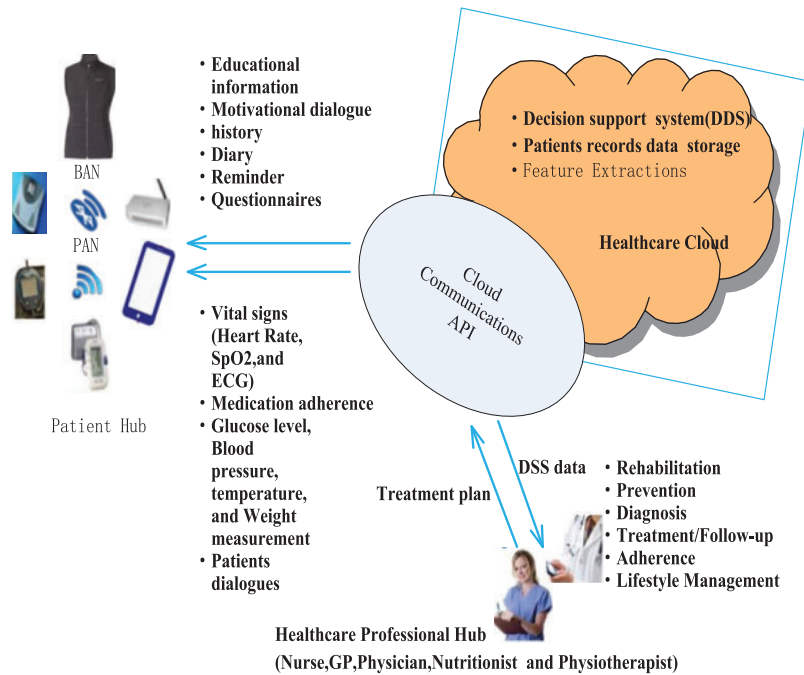 BAN
PAN
Patient Hub
• Educational
information
• Motivational dialogue
• history
• Diary
• Reminder
• Questionnaires
• Vital signs
(Heart Rate,
SpO2,and
ECG)
• Medication adherence
• Glucose level,
Blood
pressure,
temperature,
and Weight
measurement
• Patients
dialogues
• Decision support system(DDS)
• Patients records data storage
• Feature Extractions
Healthcare Cloud
Cloud
Communications
API
Treatment plan
DSS data
• Rehabilitation
• Prevention
• Diagnosis
• Treatment/Follow-up
• Adherence
• Lifestyle Management
Healthcare Professional Hub
(Nurse,GP,Physician,Nutritionist and Physiotherapist)